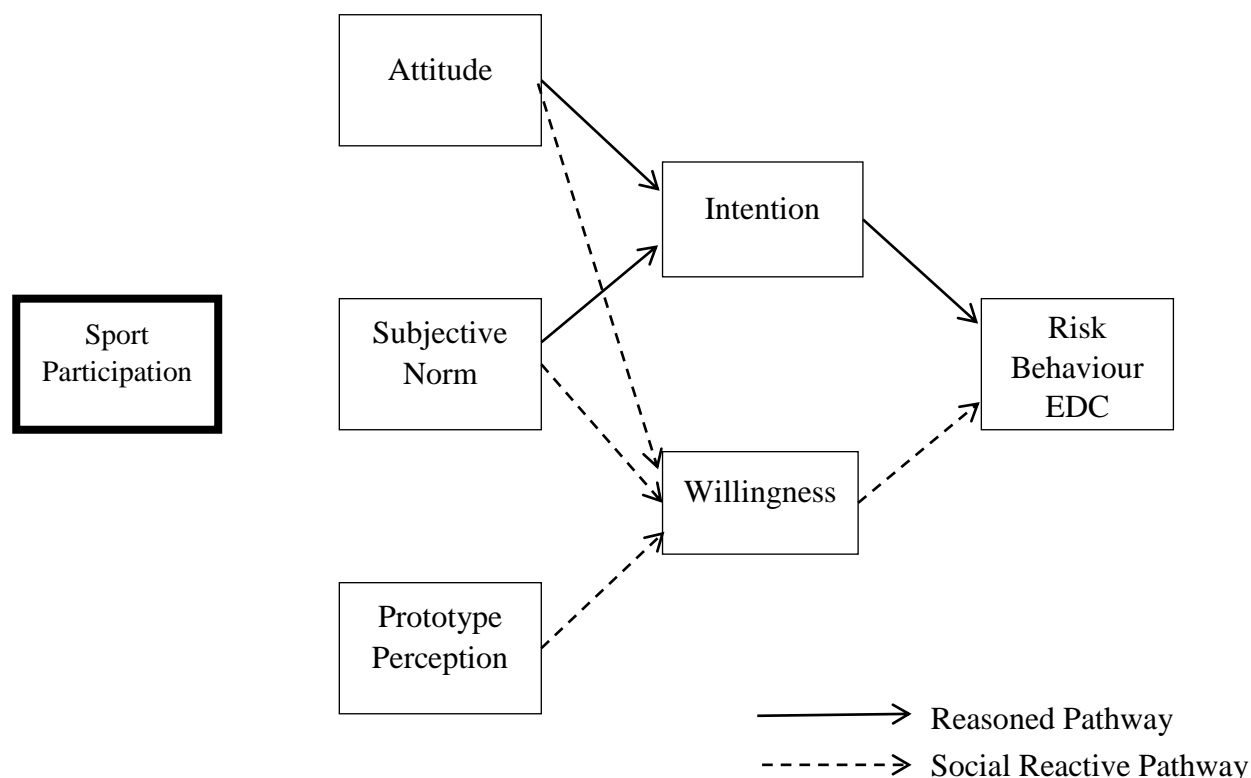 Attitude
Intention
Sport
Participation
Subjective
Norm
Risk
Behaviour
EDC
Willingness
Prototype
Perception
Reasoned Pathway
Social Reactive Pathway